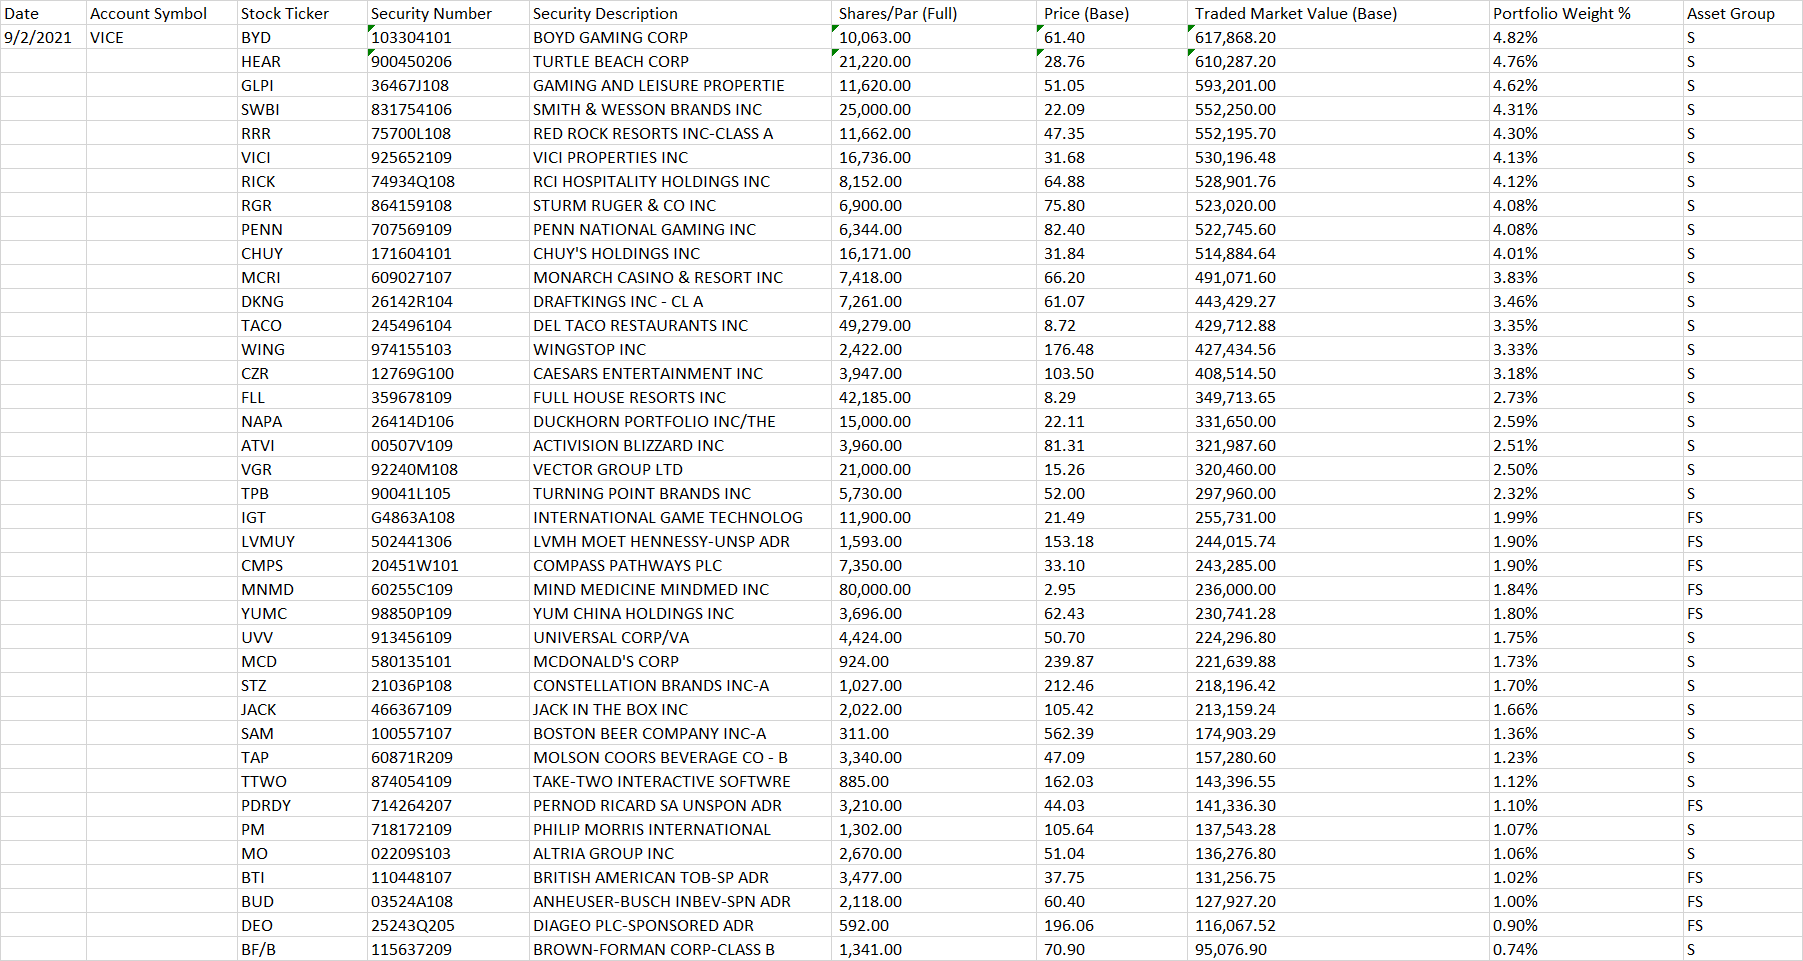 Date Account Symbol Stock Ticker Security Number Security Description Shares/Par (Full) Price (Base) Traded Market Value (Base) Portfolio Weight % Asset Group
9/2/2021 VICE BYD 103304101 BOYD GAMING CORP 10,063.00 61.40 617,868.20 4.82% S
HEAR 900450206 TURTLE BEACH CORP 21,220.00 28.76 610,287.20 4.76% S
GLPI 36467J108 GAMING AND LEISURE PROPERTIE 11,620.00 51.05 593,201.00 4.62% S
SWBI 831754106 SMITH & WESSON BRANDS INC 25,000.00 22.09 552,250.00 4.31% S
RRR 75700L108 RED ROCK RESORTS INC-CLASS A 11,662.00 47.35 552,195.70 4.30% S
VICI 925652109 VICI PROPERTIES INC 16,736.00 31.68 530,196.48 4.13% S
RICK 74934Q108 RCI HOSPITALITY HOLDINGS INC 8,152.00 64.88 528,901.76 4.12% S
RGR 864159108 STURM RUGER & CO INC 6,900.00 75.80 523,020.00 4.08% S
PENN 707569109 PENN NATIONAL GAMING INC 6,344.00 82.40 522,745.60 4.08% S
CHUY 171604101 CHUY'S HOLDINGS INC 16,171.00 31.84 514,884.64 4.01% S
MCRI 609027107 MONARCH CASINO & RESORT INC 7,418.00 66.20 491,071.60 3.83% S
DKNG 26142R104 DRAFTKINGS INC - CL A 7,261.00 61.07 443,429.27 3.46% S
TACO 245496104 DEL TACO RESTAURANTS INC 49,279.00 8.72 429,712.88 3.35% S
WING 974155103 WINGSTOP INC 2,422.00 176.48 427,434.56 3.33% S
CZR 12769G100 CAESARS ENTERTAINMENT INC 3,947.00 103.50 408,514.50 3.18% S
FLL 359678109 FULL HOUSE RESORTS INC 42,185.00 8.29 349,713.65 2.73% S
NAPA 26414D106 DUCKHORN PORTFOLIO INC/THE 15,000.00 22.11 331,650.00 2.59% S
ATVI 00507V109 ACTIVISION BLIZZARD INC 3,960.00 81.31 321,987.60 2.51% S
VGR 92240M108 VECTOR GROUP LTD 21,000.00 15.26 320,460.00 2.50% S
TPB 90041L105 TURNING POINT BRANDS INC 5,730.00 52.00 297,960.00 2.32% S
IGT G4863A108 INTERNATIONAL GAME TECHNOLOG 11,900.00 21.49 255,731.00 1.99% FS
LVMUY 502441306 LVMH MOET HENNESSY-UNSP ADR 1,593.00 153.18 244,015.74 1.90% FS
CMPS 20451W101 COMPASS PATHWAYS PLC 7,350.00 33.10 243,285.00 1.90% FS
MNMD 60255C109 MIND MEDICINE MINDMED INC 80,000.00 2.95 236,000.00 1.84% FS
YUMC 98850P109 YUM CHINA HOLDINGS INC 3,696.00 62.43 230,741.28 1.80% FS
UVV 913456109 UNIVERSAL CORP/VA 4,424.00 50.70 224,296.80 1.75% S
MCD 580135101 MCDONALD'S CORP 924.00 239.87 221,639.88 1.73% S
STZ 21036P108 CONSTELLATION BRANDS INC-A 1,027.00 212.46 218,196.42 1.70% S
JACK 466367109 JACK IN THE BOX INC 2,022.00 105.42 213,159.24 1.66% S
SAM 100557107 BOSTON BEER COMPANY INC-A 311.00 562.39 174,903.29 1.36% S
TAP 60871R209 MOLSON COORS BEVERAGE CO - B 3,340.00 47.09 157,280.60 1.23% S
TTWO 874054109 TAKE-TWO INTERACTIVE SOFTWRE 885.00 162.03 143,396.55 1.12% S
PDRDY 714264207 PERNOD RICARD SA UNSPON ADR 3,210.00 44.03 141,336.30 1.10% FS
PM 718172109 PHILIP MORRIS INTERNATIONAL 1,302.00 105.64 137,543.28 1.07% S
MO 02209S103 ALTRIA GROUP INC 2,670.00 51.04 136,276.80 1.06% S
BTI 110448107 BRITISH AMERICAN TOB-SP ADR 3,477.00 37.75 131,256.75 1.02% FS
BUD 03524A108 ANHEUSER-BUSCH INBEV-SPN ADR 2,118.00 60.40 127,927.20 1.00% FS
DEO 25243Q205 DIAGEO PLC-SPONSORED ADR 592.00 196.06 116,067.52 0.90% FS
BF/B 115637209 BROWN-FORMAN CORP-CLASS B 1,341.00 70.90 95,076.90 0.74% S